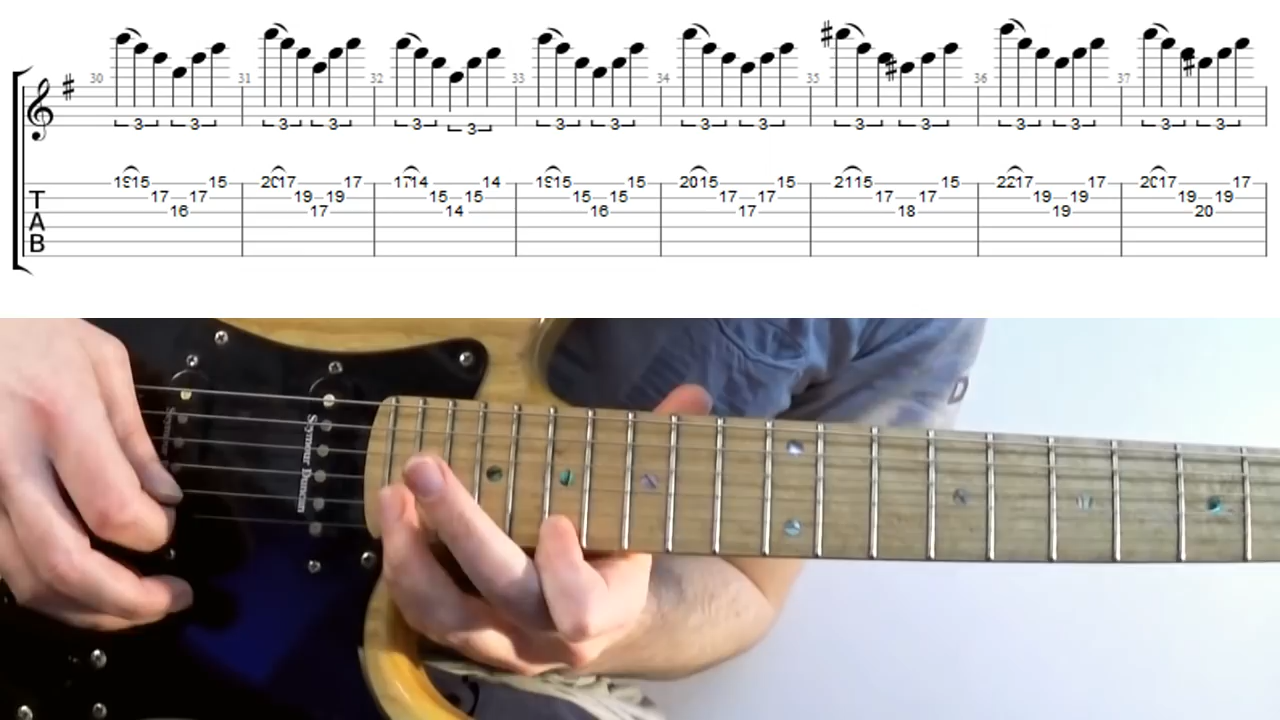 30 31 32 33 34 35 36 37
3 3 3 3 3 3 3 3 3 3 3 3 3 3 3 3
1915 15 2017 17 1714 14 1915 15 2015 15 2115 15 2217 17 2017 17
T 17 17 19 19 15 15 15 15 17 17 17 17 19 19 19 19
A 16 17 14 16 17 18 19 20
B
Seymour Duncan
D